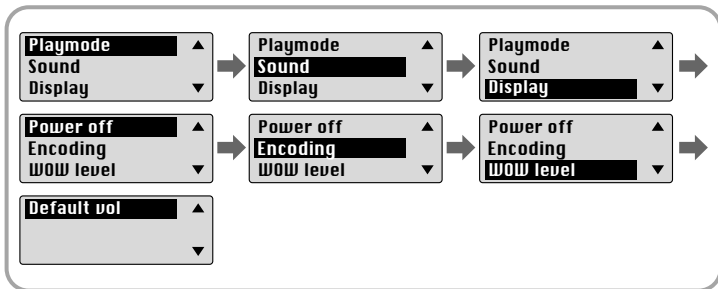 Playmode
Sound
Display
Playmode
Sound
Display
Playmode
Sound
Display
Power off
Encoding
WOW level
Power off
Encoding
WOW level
Power off
Encoding
WOW level
Default vol